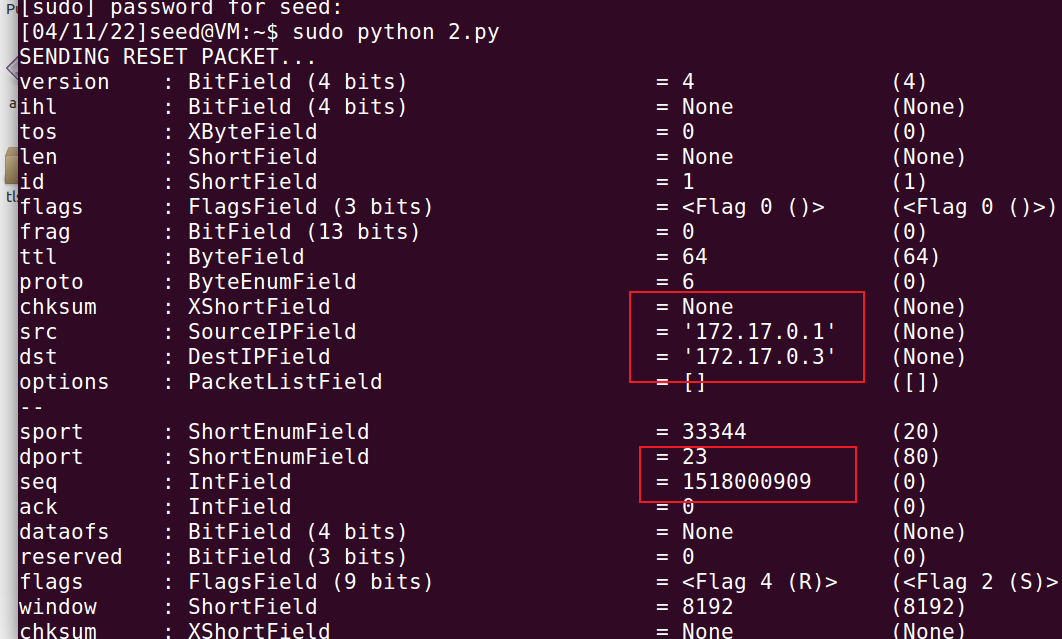 [sudo] password for seed:
[04/11/22]seed@VM:~$ sudo python 2.py
SENDING RESET PACKET...
version    : BitField (4 bits)                   = 4               (4)
ihl        : BitField (4 bits)                   = None            (None)
tos        : XByteField                          = 0               (0)
len        : ShortField                          = None            (None)
id         : ShortField                          = 1               (1)
flags      : FlagsField (3 bits)                 = <Flag 0 ()>     (<Flag 0 ()>)
frag       : BitField (13 bits)                  = 0               (0)
ttl        : ByteField                           = 64              (64)
proto      : ByteEnumField                       = 6               (0)
chksum     : XShortField                         = None            (None)
src        : SourceIPField                       = '172.17.0.1'    (None)
dst        : DestIPField                         = '172.17.0.3'    (None)
options    : PacketListField                     = []              ([])
--
sport      : ShortEnumField                      = 33344           (20)
dport      : ShortEnumField                      = 23              (80)
seq        : IntField                            = 1518000909      (0)
ack        : IntField                            = 0               (0)
dataofs    : BitField (4 bits)                   = None            (None)
reserved   : BitField (3 bits)                   = 0               (0)
flags      : FlagsField (9 bits)                 = <Flag 4 (R)>    (<Flag 2 (S)>
window     : ShortField                          = 8192            (8192)
chksum     : XShortField                         = None            (None)